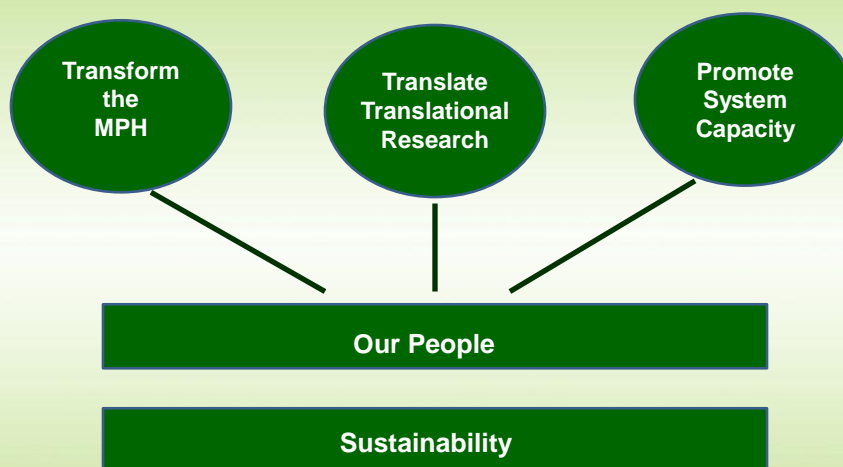 Transform
the
MPH
Translate
Translational
Research
Promote
System
Capacity
Our People
Sustainability